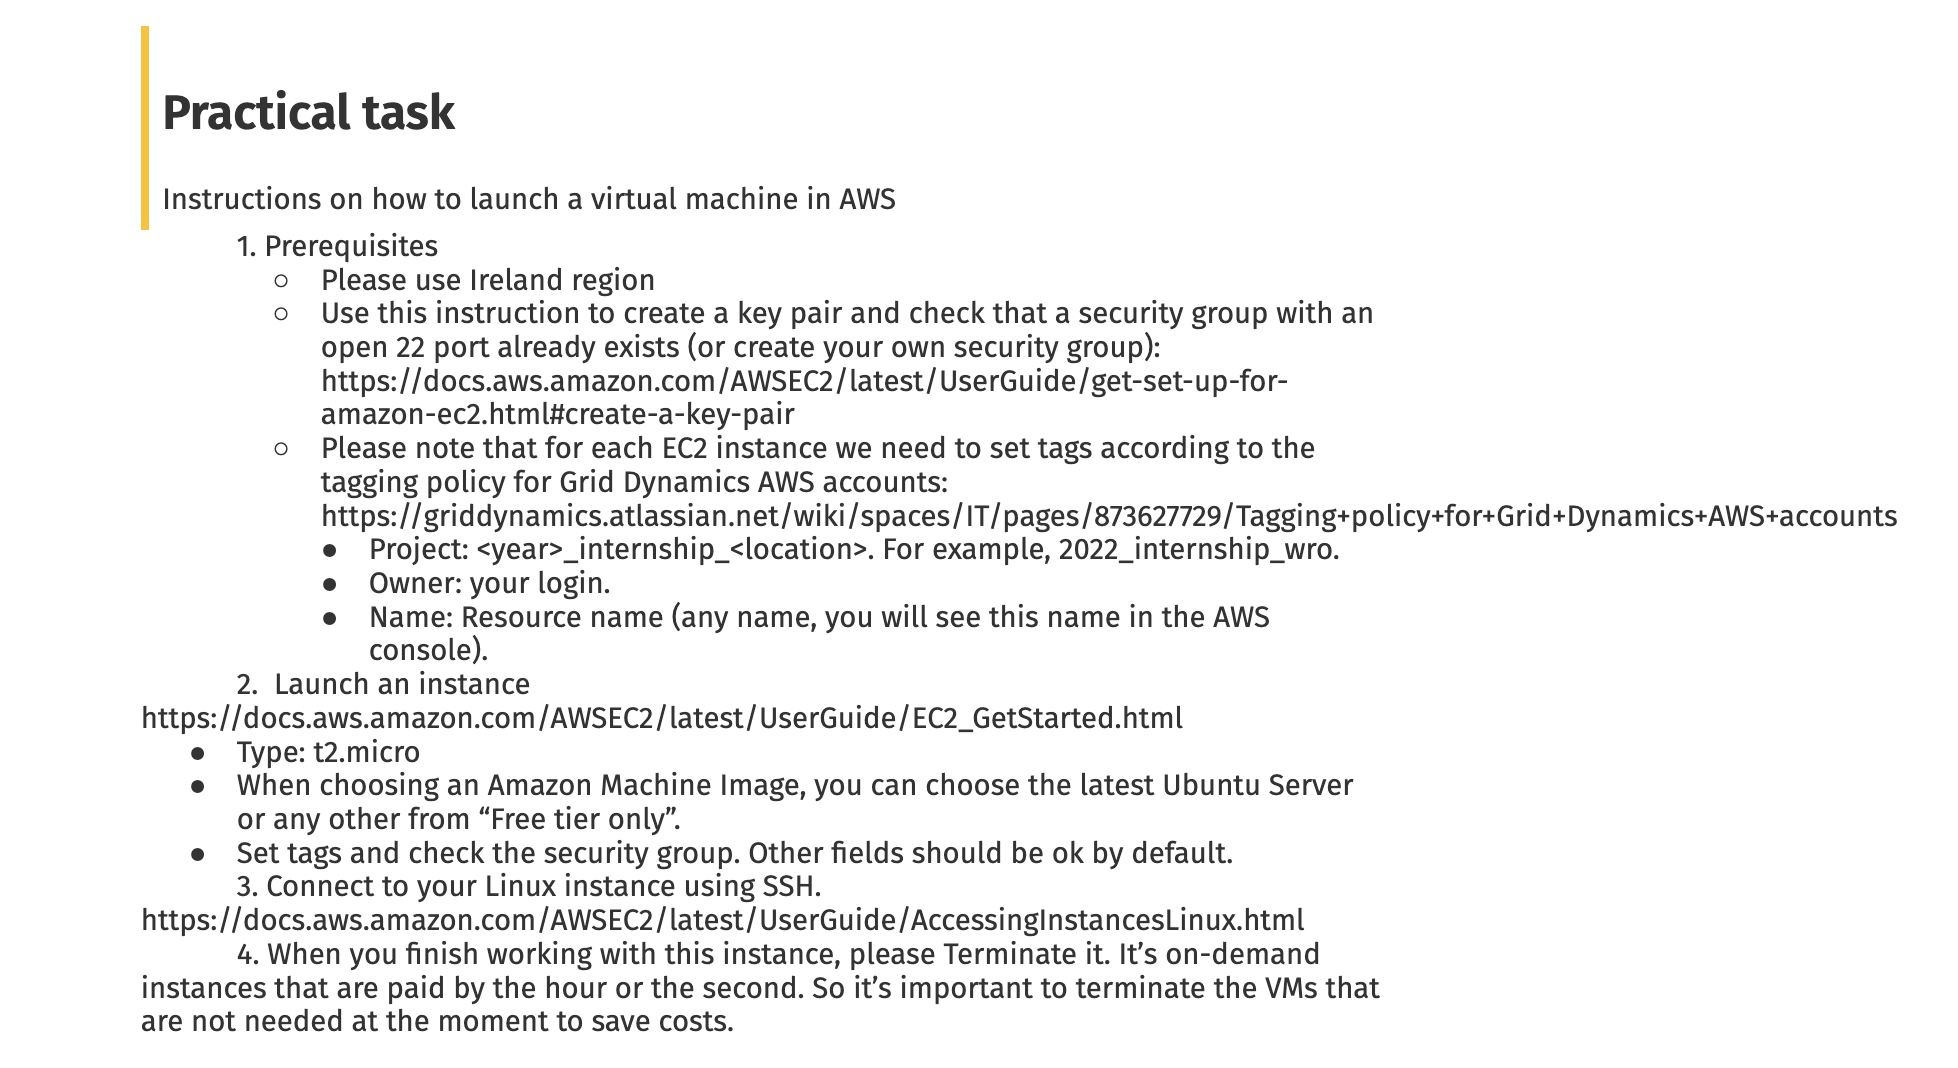 Practical task
Instructions on how to launch a virtual machine in AWS
1. Prerequisites
○ Please use Ireland region
○ Use this instruction to create a key pair and check that a security group with an
open 22 port already exists (or create your own security group):
https://docs.aws.amazon.com/AWSEC2/latest/UserGuide/get-set-up-for-
amazon-ec2.html#create-a-key-pair
○ Please note that for each EC2 instance we need to set tags according to the
tagging policy for Grid Dynamics AWS accounts:
https://griddynamics.atlassian.net/wiki/spaces/IT/pages/873627729/Tagging+policy+for+Grid+Dynamics+AWS+accounts
● Project: <year>_internship_<location>. For example, 2022_internship_wro.
● Owner: your login.
● Name: Resource name (any name, you will see this name in the AWS
console).
2. Launch an instance
https://docs.aws.amazon.com/AWSEC2/latest/UserGuide/EC2_GetStarted.html
● Type: t2.micro
● When choosing an Amazon Machine Image, you can choose the latest Ubuntu Server
or any other from “Free tier only”.
● Set tags and check the security group. Other fields should be ok by default.
3. Connect to your Linux instance using SSH.
https://docs.aws.amazon.com/AWSEC2/latest/UserGuide/AccessingInstancesLinux.html
4. When you finish working with this instance, please Terminate it. It’s on-demand
instances that are paid by the hour or the second. So it’s important to terminate the VMs that
are not needed at the moment to save costs.